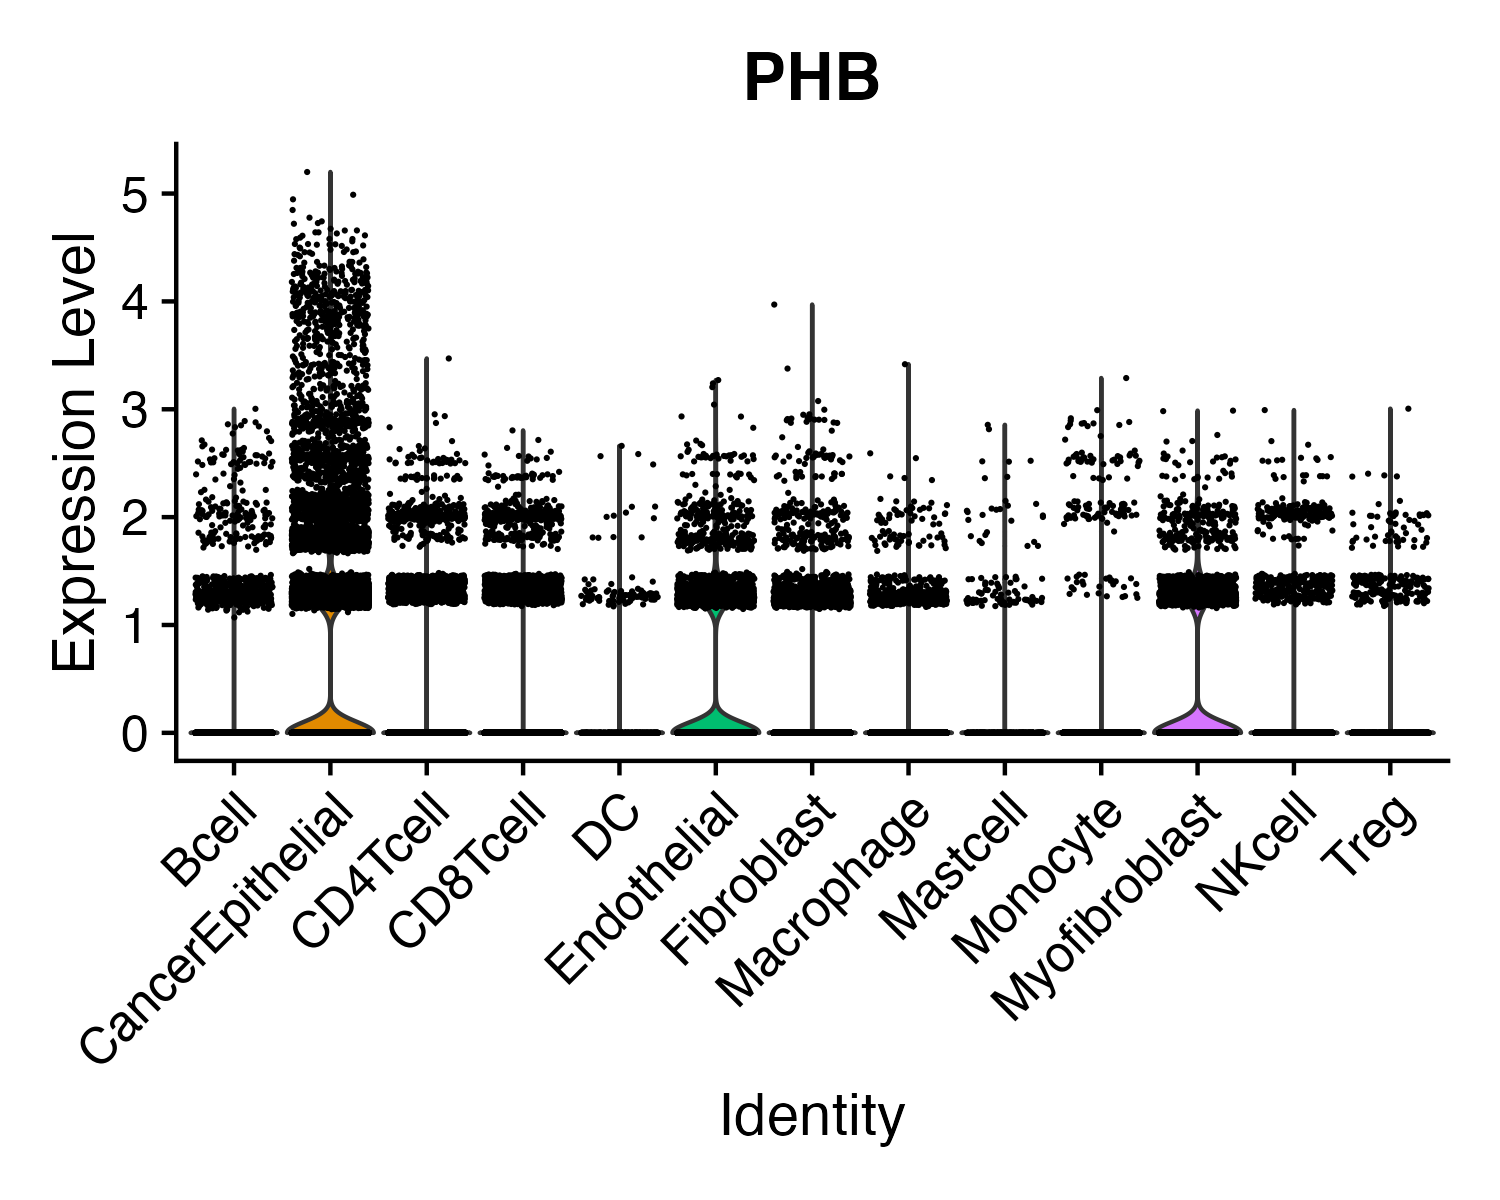 PHB
Expression Level
5
4
3
2
1
0
Bcell
CancerEpithelial
CD4Tcell
CD8Tcell
DC
Endothelial
Fibroblast
Macrophage
Mastcell
Monocyte
Myofibroblast
NKcell
Treg
Identity